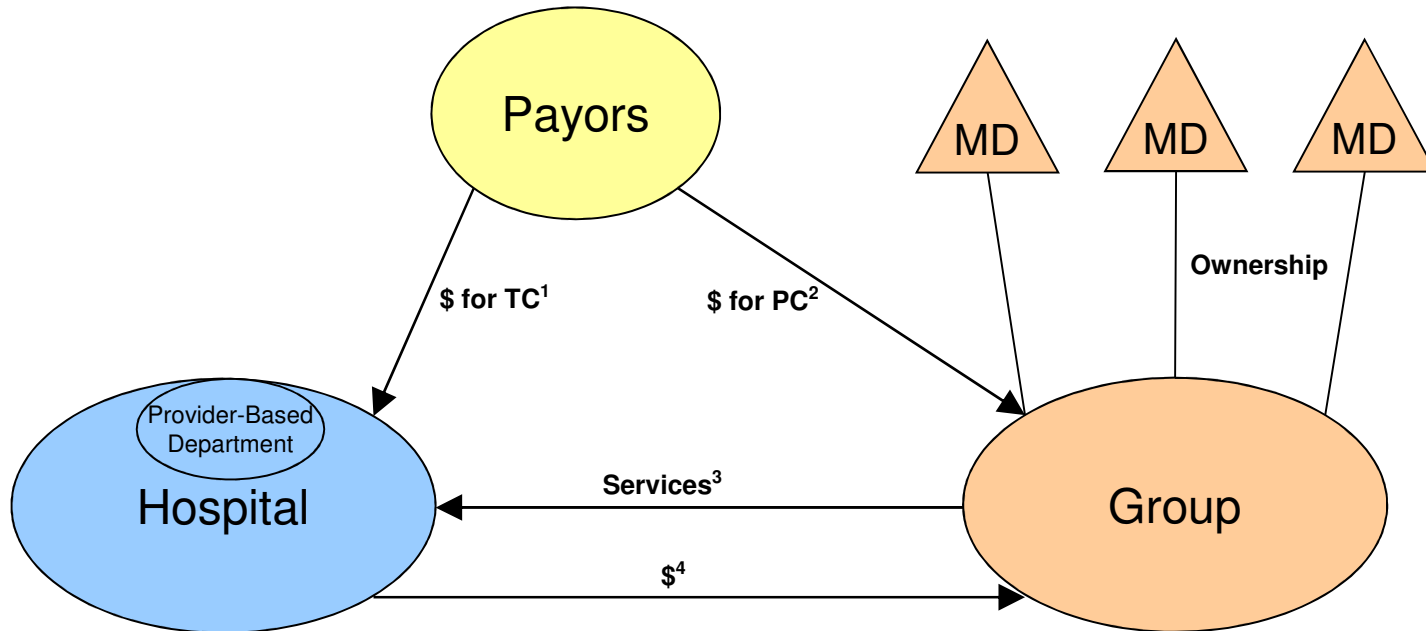 Payors
MD
MD
MD
Ownership
$ for TC¹
$ for PC²
Provider-Based
Department
Hospital
Services³
Group
$⁴